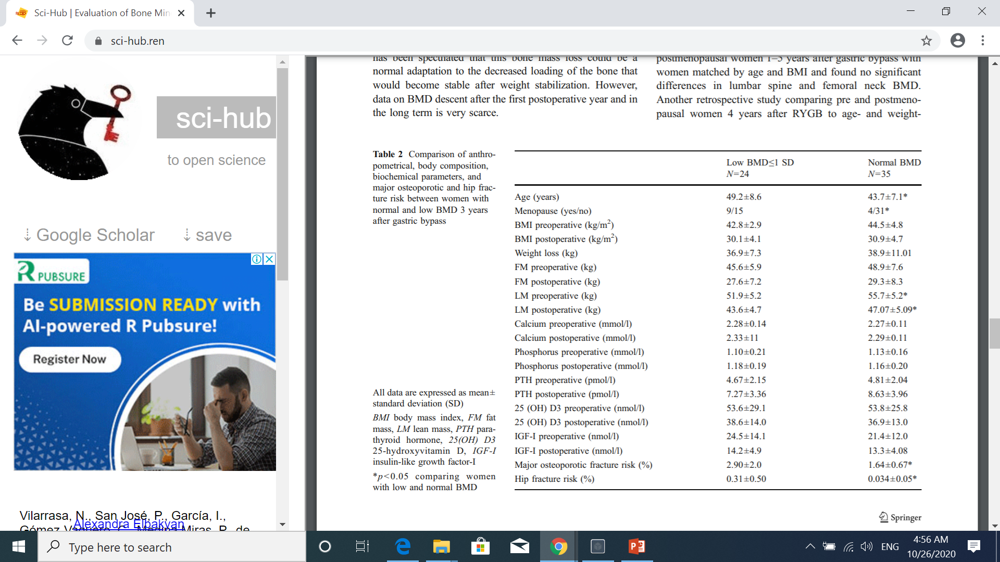 Sci-Hub | Evaluation of Bone Min
sci-hub.ren
sci-hub
to open science
⇣ Google Scholar ⇣ save
R PUBSURE
Be SUBMISSION READY with
AI-powered R Pubsure!
Register Now
Vilarrasa, N., San José, P., García, I.,
Alexandra Elbakyan
has been speculated that this bone mass loss could be a
normal adaptation to the decreased loading of the bone that
would become stable after weight stabilization. However,
data on BMD descent after the first postoperative year and in
the long term is very scarce.
postmenopausal women 1–5 years after gastric bypass with
women matched by age and BMI and found no significant
differences in lumbar spine and femoral neck BMD.
Another retrospective study comparing pre and postmeno-
pausal women 4 years after RYGB to age- and weight-
Table 2 Comparison of anthro-
pometrical, body composition,
biochemical parameters, and
major osteoporotic and hip frac-
ture risk between women with
normal and low BMD 3 years
after gastric bypass
All data are expressed as mean±
standard deviation (SD)
BMI body mass index, FM fat
mass, LM lean mass, PTH para-
thyroid hormone, 25(OH) D3
25-hydroxyvitamin D, IGF-I
insulin-like growth factor-I
*p<0.05 comparing women
with low and normal BMD
Low BMD≤1 SD Normal BMD
N=24 N=35
Age (years) 49.2±8.6 43.7±7.1*
Menopause (yes/no) 9/15 4/31*
BMI preoperative (kg/m²) 42.8±2.9 44.5±4.8
BMI postoperative (kg/m²) 30.1±4.1 30.9±4.7
Weight loss (kg) 36.9±7.3 38.9±11.01
FM preoperative (kg) 45.6±5.9 48.9±7.6
FM postoperative (kg) 27.6±7.2 29.3±8.3
LM preoperative (kg) 51.9±5.2 55.7±5.2*
LM postoperative (kg) 43.6±4.7 47.07±5.09*
Calcium preoperative (mmol/l) 2.28±0.14 2.27±0.11
Calcium postoperative (mmol/l) 2.33±11 2.29±0.11
Phosphorus preoperative (mmol/l) 1.10±0.21 1.13±0.16
Phosphorus postoperative (mmol/l) 1.18±0.19 1.16±0.20
PTH preoperative (pmol/l) 4.67±2.15 4.81±2.04
PTH postoperative (pmol/l) 7.27±3.36 8.63±3.96
25 (OH) D3 preoperative (nmol/l) 53.6±29.1 53.8±25.8
25 (OH) D3 postoperative (nmol/l) 38.6±14.0 36.9±13.0
IGF-I preoperative (nmol/l) 24.5±14.1 21.4±12.0
IGF-I postoperative (nmol/l) 14.2±4.9 13.3±4.08
Major osteoporotic fracture risk (%) 2.90±2.0 1.64±0.67*
Hip fracture risk (%) 0.31±0.50 0.034±0.05*
Springer
Type here to search
ENG
4:56 AM
10/26/2020